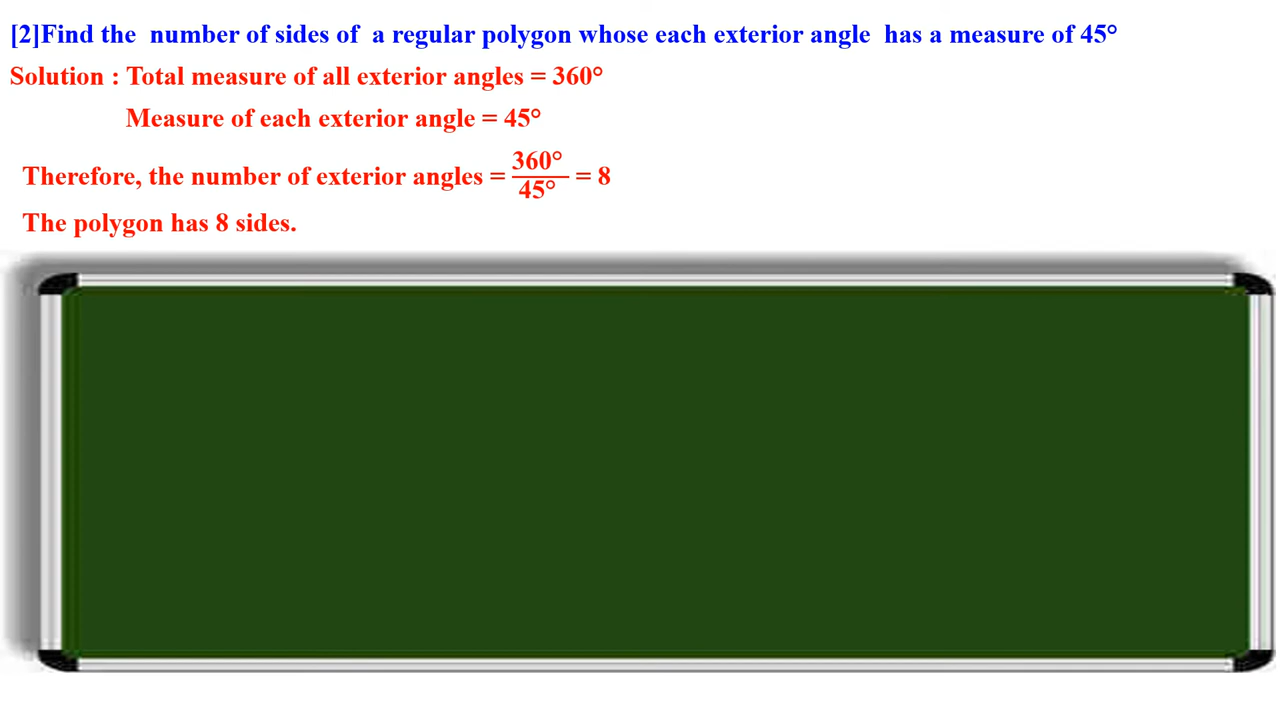 [2]Find the number of sides of a regular polygon whose each exterior angle has a measure of 45°
Solution : Total measure of all exterior angles = 360°
Measure of each exterior angle = 45°
Therefore, the number of exterior angles = 360°/45° = 8
The polygon has 8 sides.